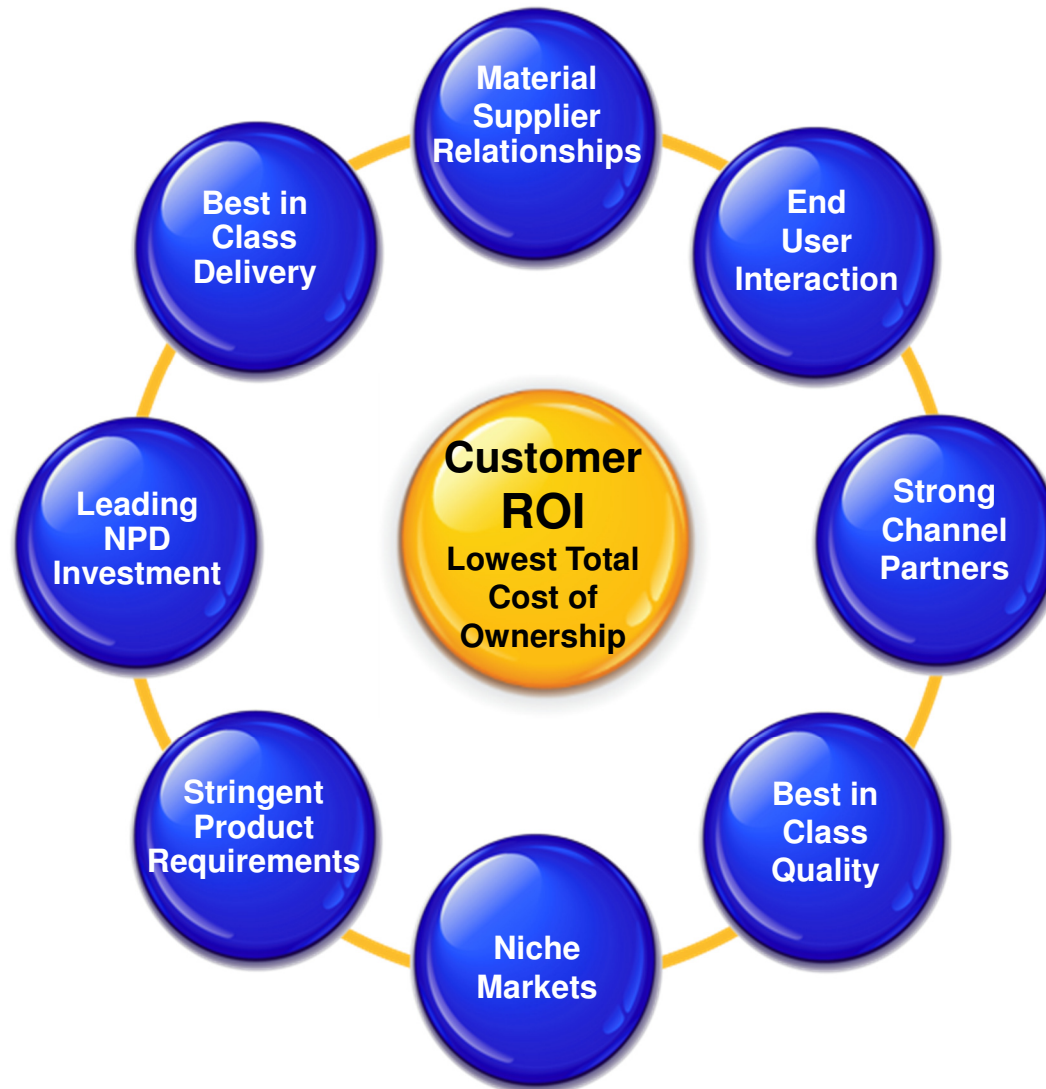 Material
Supplier
Relationships
End
User
Interaction
Strong
Channel
Partners
Best in
Class
Quality
Niche
Markets
Stringent
Product
Requirements
Leading
NPD
Investment
Best in
Class
Delivery
Customer
ROI
Lowest Total
Cost of
Ownership